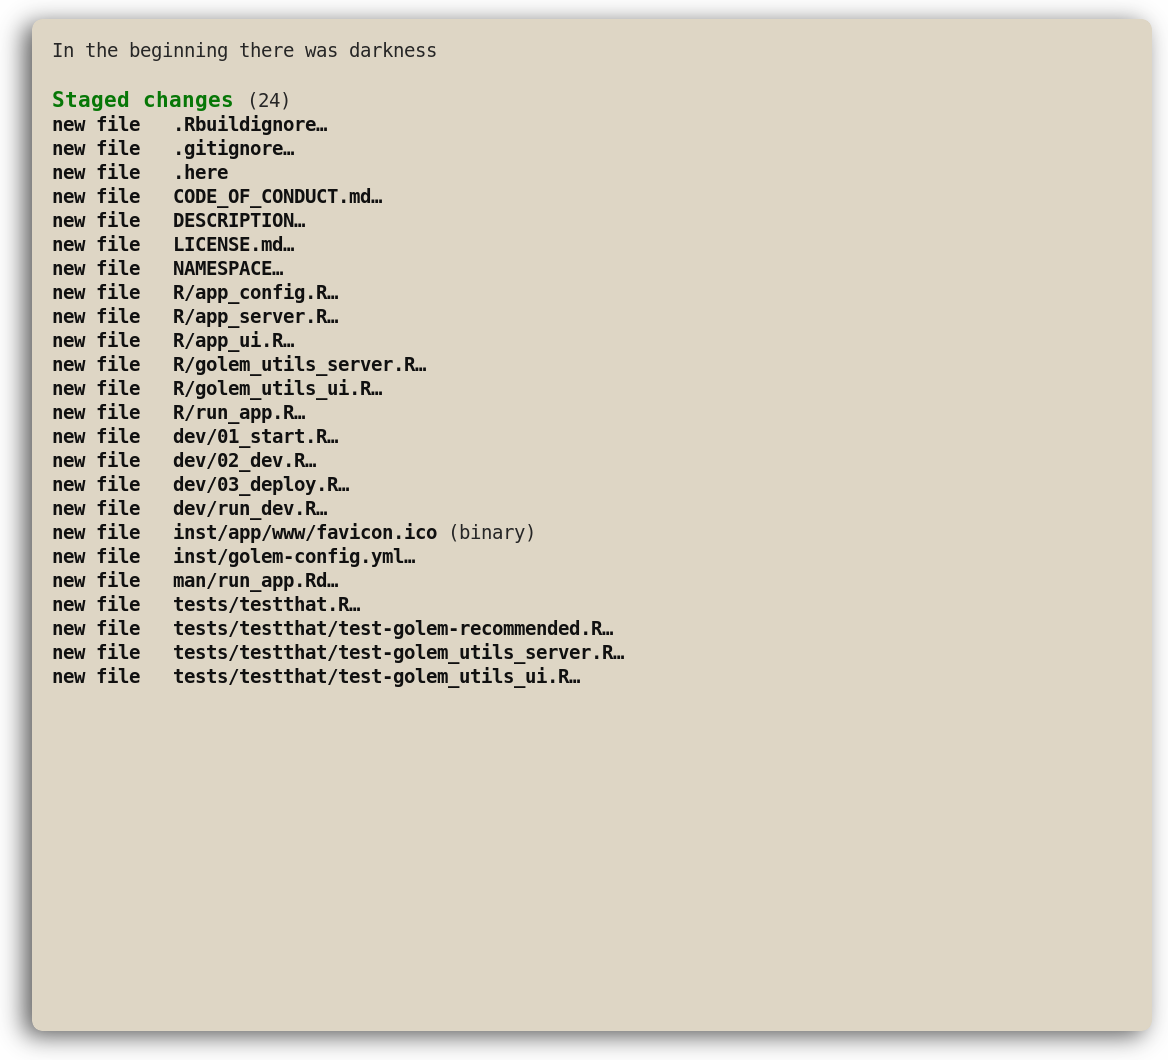 In the beginning there was darkness
Staged changes (24)
new file   .Rbuildignore…
new file   .gitignore…
new file   .here
new file   CODE_OF_CONDUCT.md…
new file   DESCRIPTION…
new file   LICENSE.md…
new file   NAMESPACE…
new file   R/app_config.R…
new file   R/app_server.R…
new file   R/app_ui.R…
new file   R/golem_utils_server.R…
new file   R/golem_utils_ui.R…
new file   R/run_app.R…
new file   dev/01_start.R…
new file   dev/02_dev.R…
new file   dev/03_deploy.R…
new file   dev/run_dev.R…
new file   inst/app/www/favicon.ico (binary)
new file   inst/golem-config.yml…
new file   man/run_app.Rd…
new file   tests/testthat.R…
new file   tests/testthat/test-golem-recommended.R…
new file   tests/testthat/test-golem_utils_server.R…
new file   tests/testthat/test-golem_utils_ui.R…